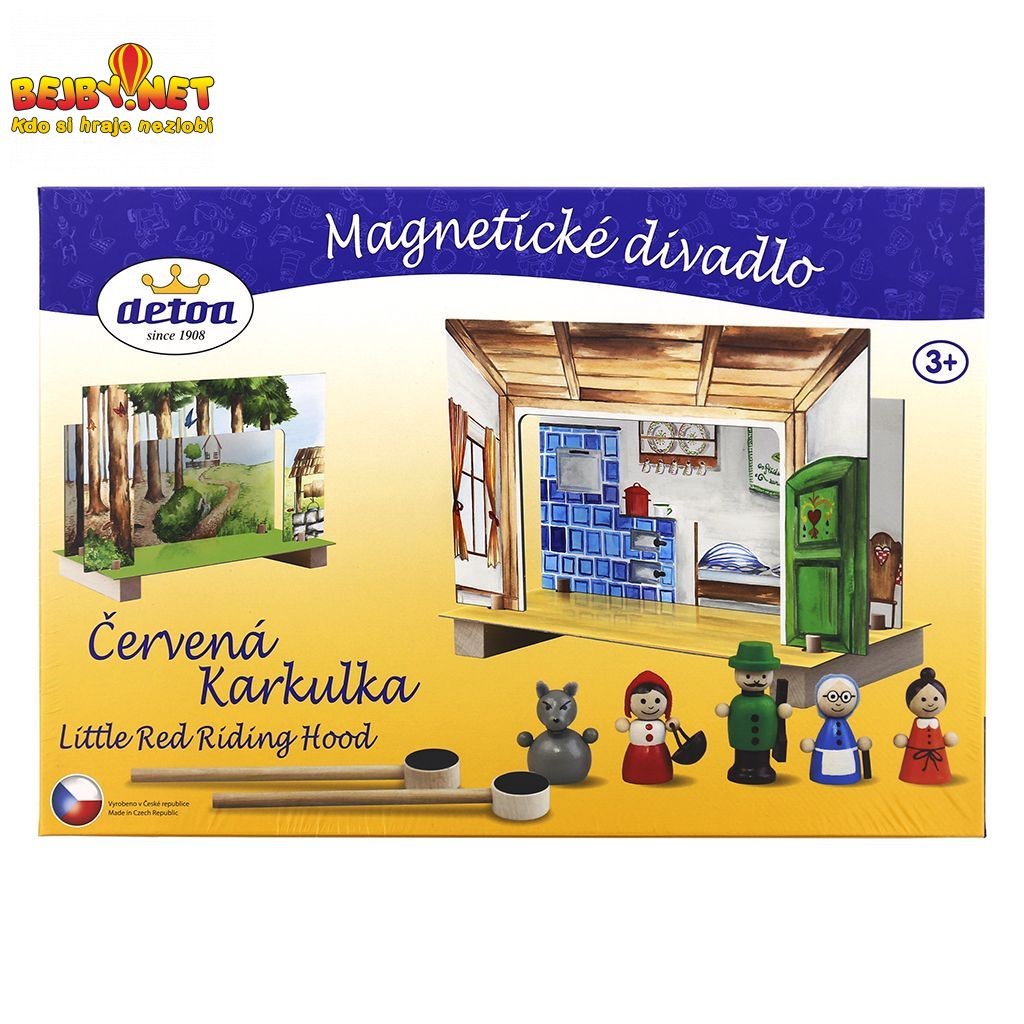 BEJBY.NET
Kdo si hraje nezlobí
Magnetické divadlo
detoa
since 1908
3+
Červená
Karkulka
Little Red Riding Hood
Vyrobeno v České republice
Made in Czech Republic